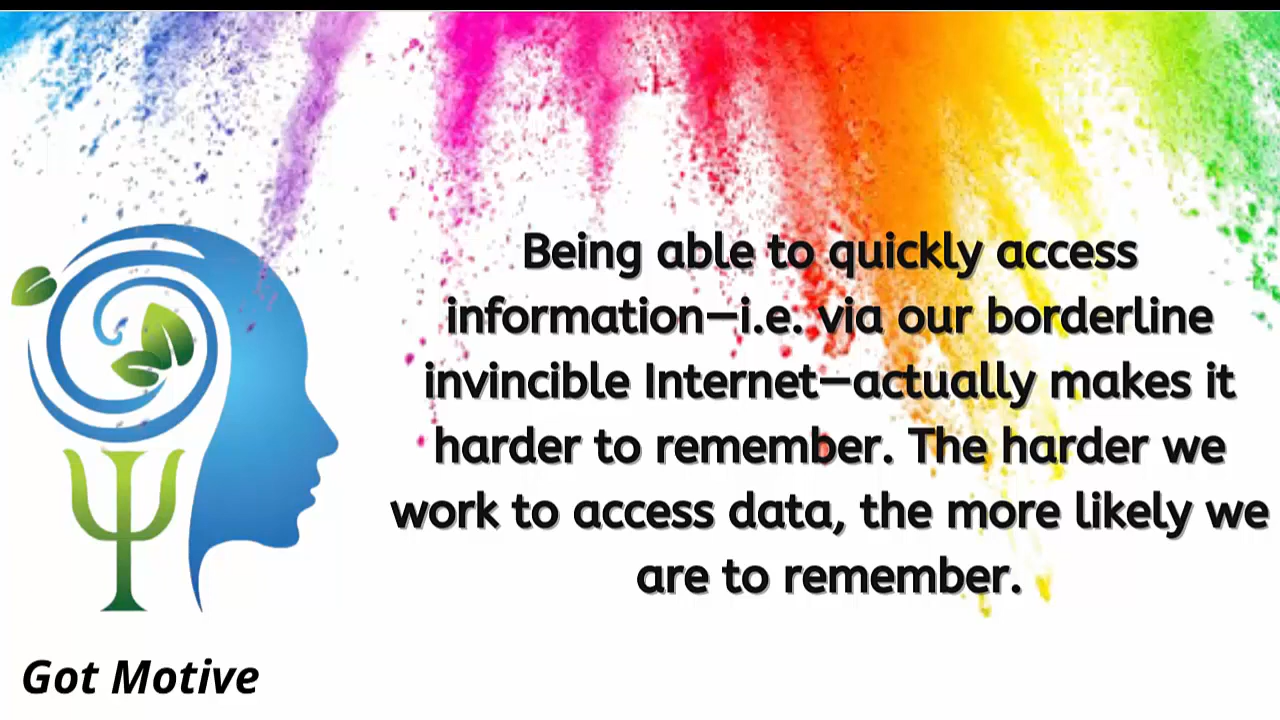 Being able to quickly access
information—i.e. via our borderline
invincible Internet—actually makes it
harder to remember. The harder we
work to access data, the more likely we
are to remember.
Got Motive